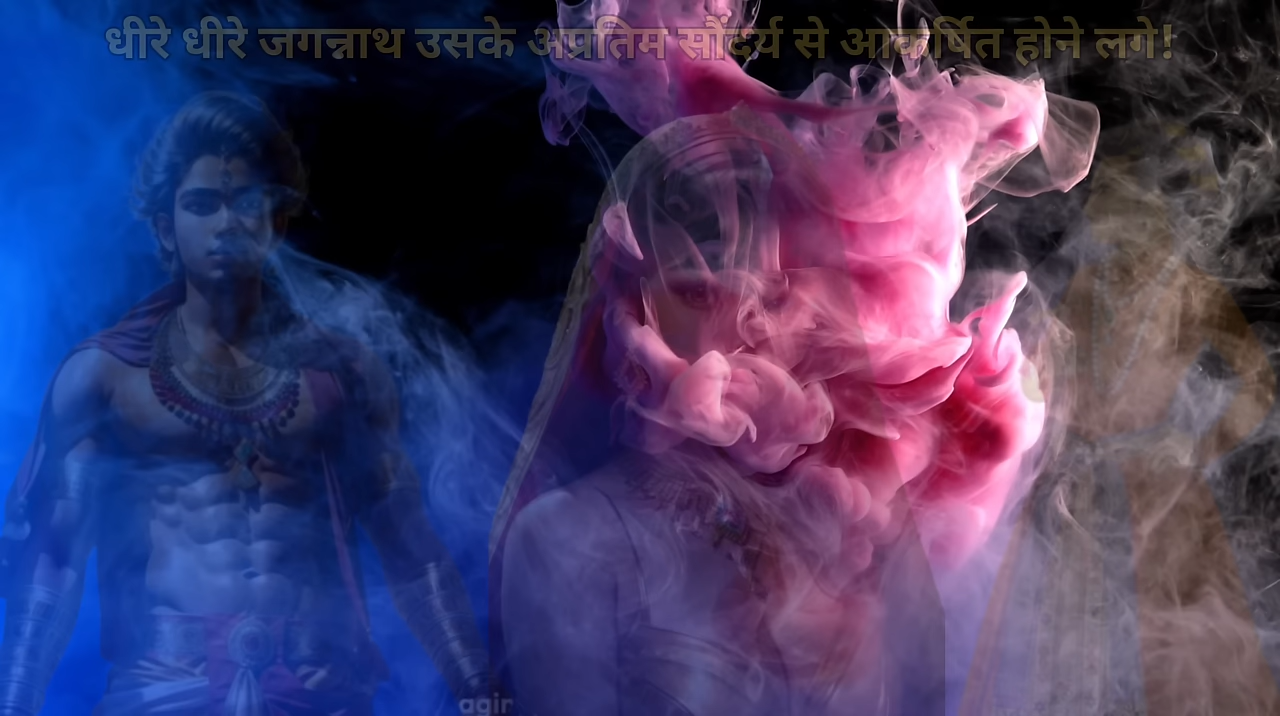 धीरे धीरे जगन्नाथ उसके अप्रतिम सौंदर्य से आकर्षित होने लगे!